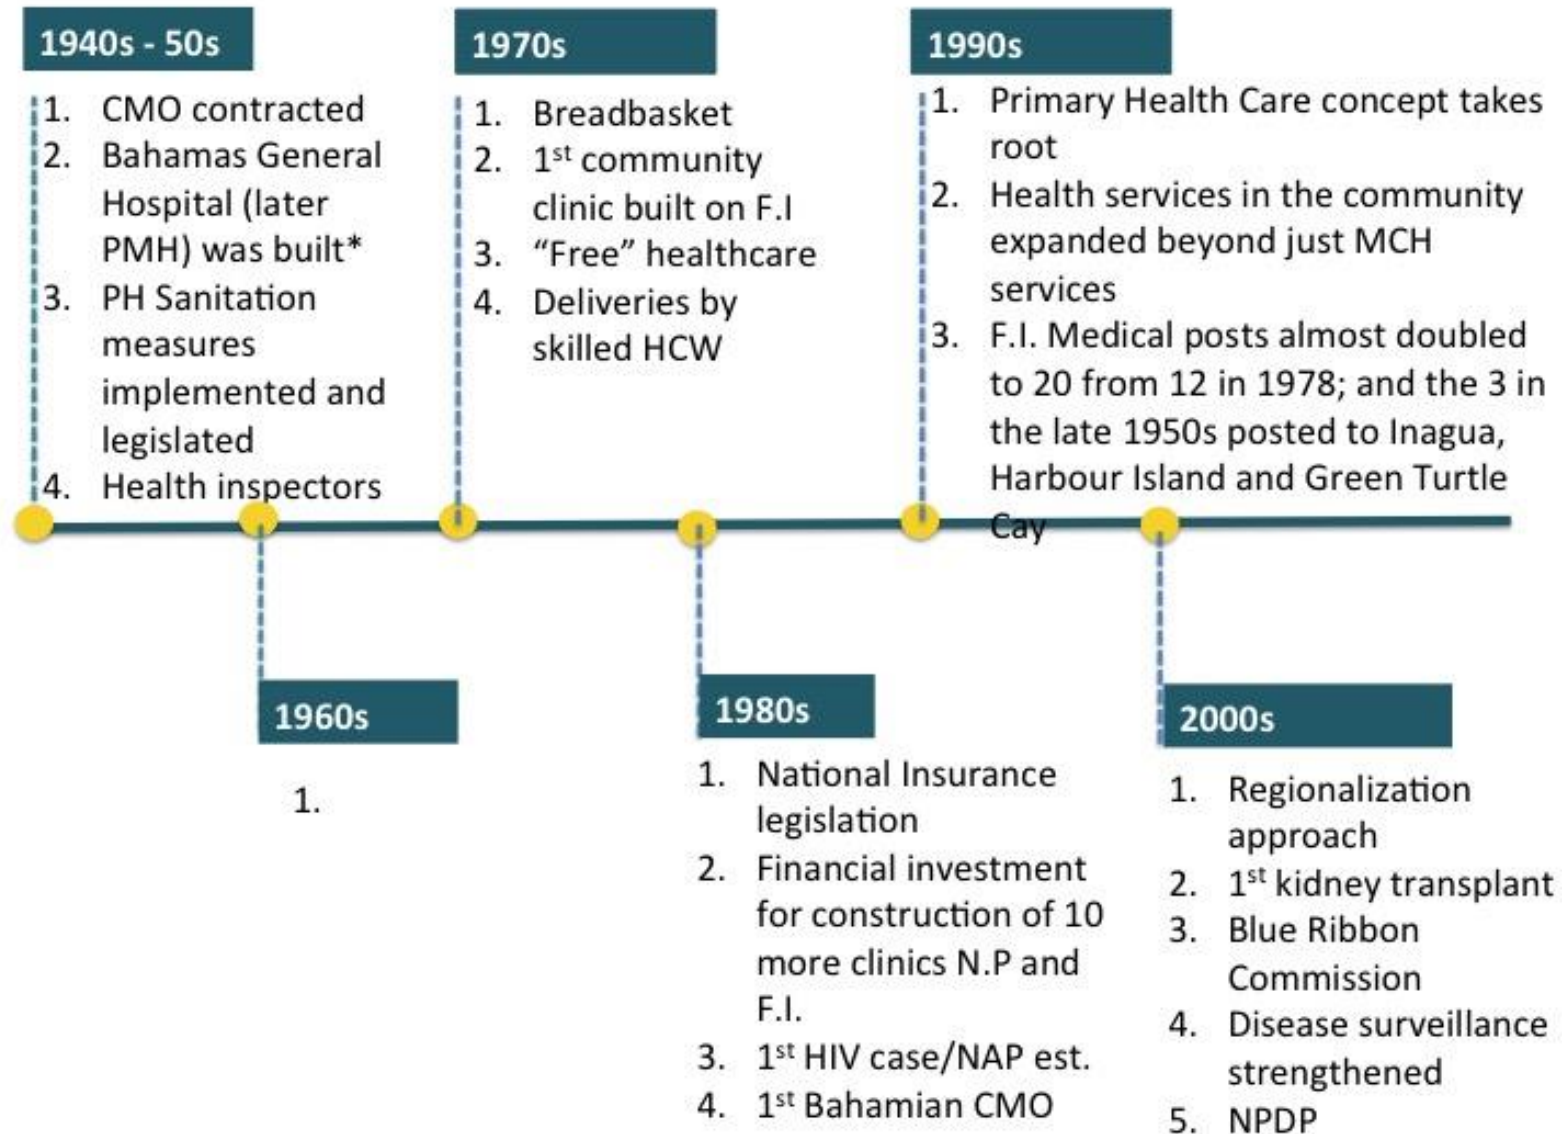 1940s - 50s
1. CMO contracted
2. Bahamas General
Hospital (later
PMH) was built*
3. PH Sanitation
measures
implemented and
legislated
4. Health inspectors
1970s
1. Breadbasket
2. 1st community
clinic built on F.I
3. “Free” healthcare
4. Deliveries by
skilled HCW
1990s
1. Primary Health Care concept takes
root
2. Health services in the community
expanded beyond just MCH
services
3. F.I. Medical posts almost doubled
to 20 from 12 in 1978; and the 3 in
the late 1950s posted to Inagua,
Harbour Island and Green Turtle
Cay
1960s
1.
1980s
1. National Insurance
legislation
2. Financial investment
for construction of 10
more clinics N.P and
F.I.
3. 1st HIV case/NAP est.
4. 1st Bahamian CMO
2000s
1. Regionalization
approach
2. 1st kidney transplant
3. Blue Ribbon
Commission
4. Disease surveillance
strengthened
5. NPDP